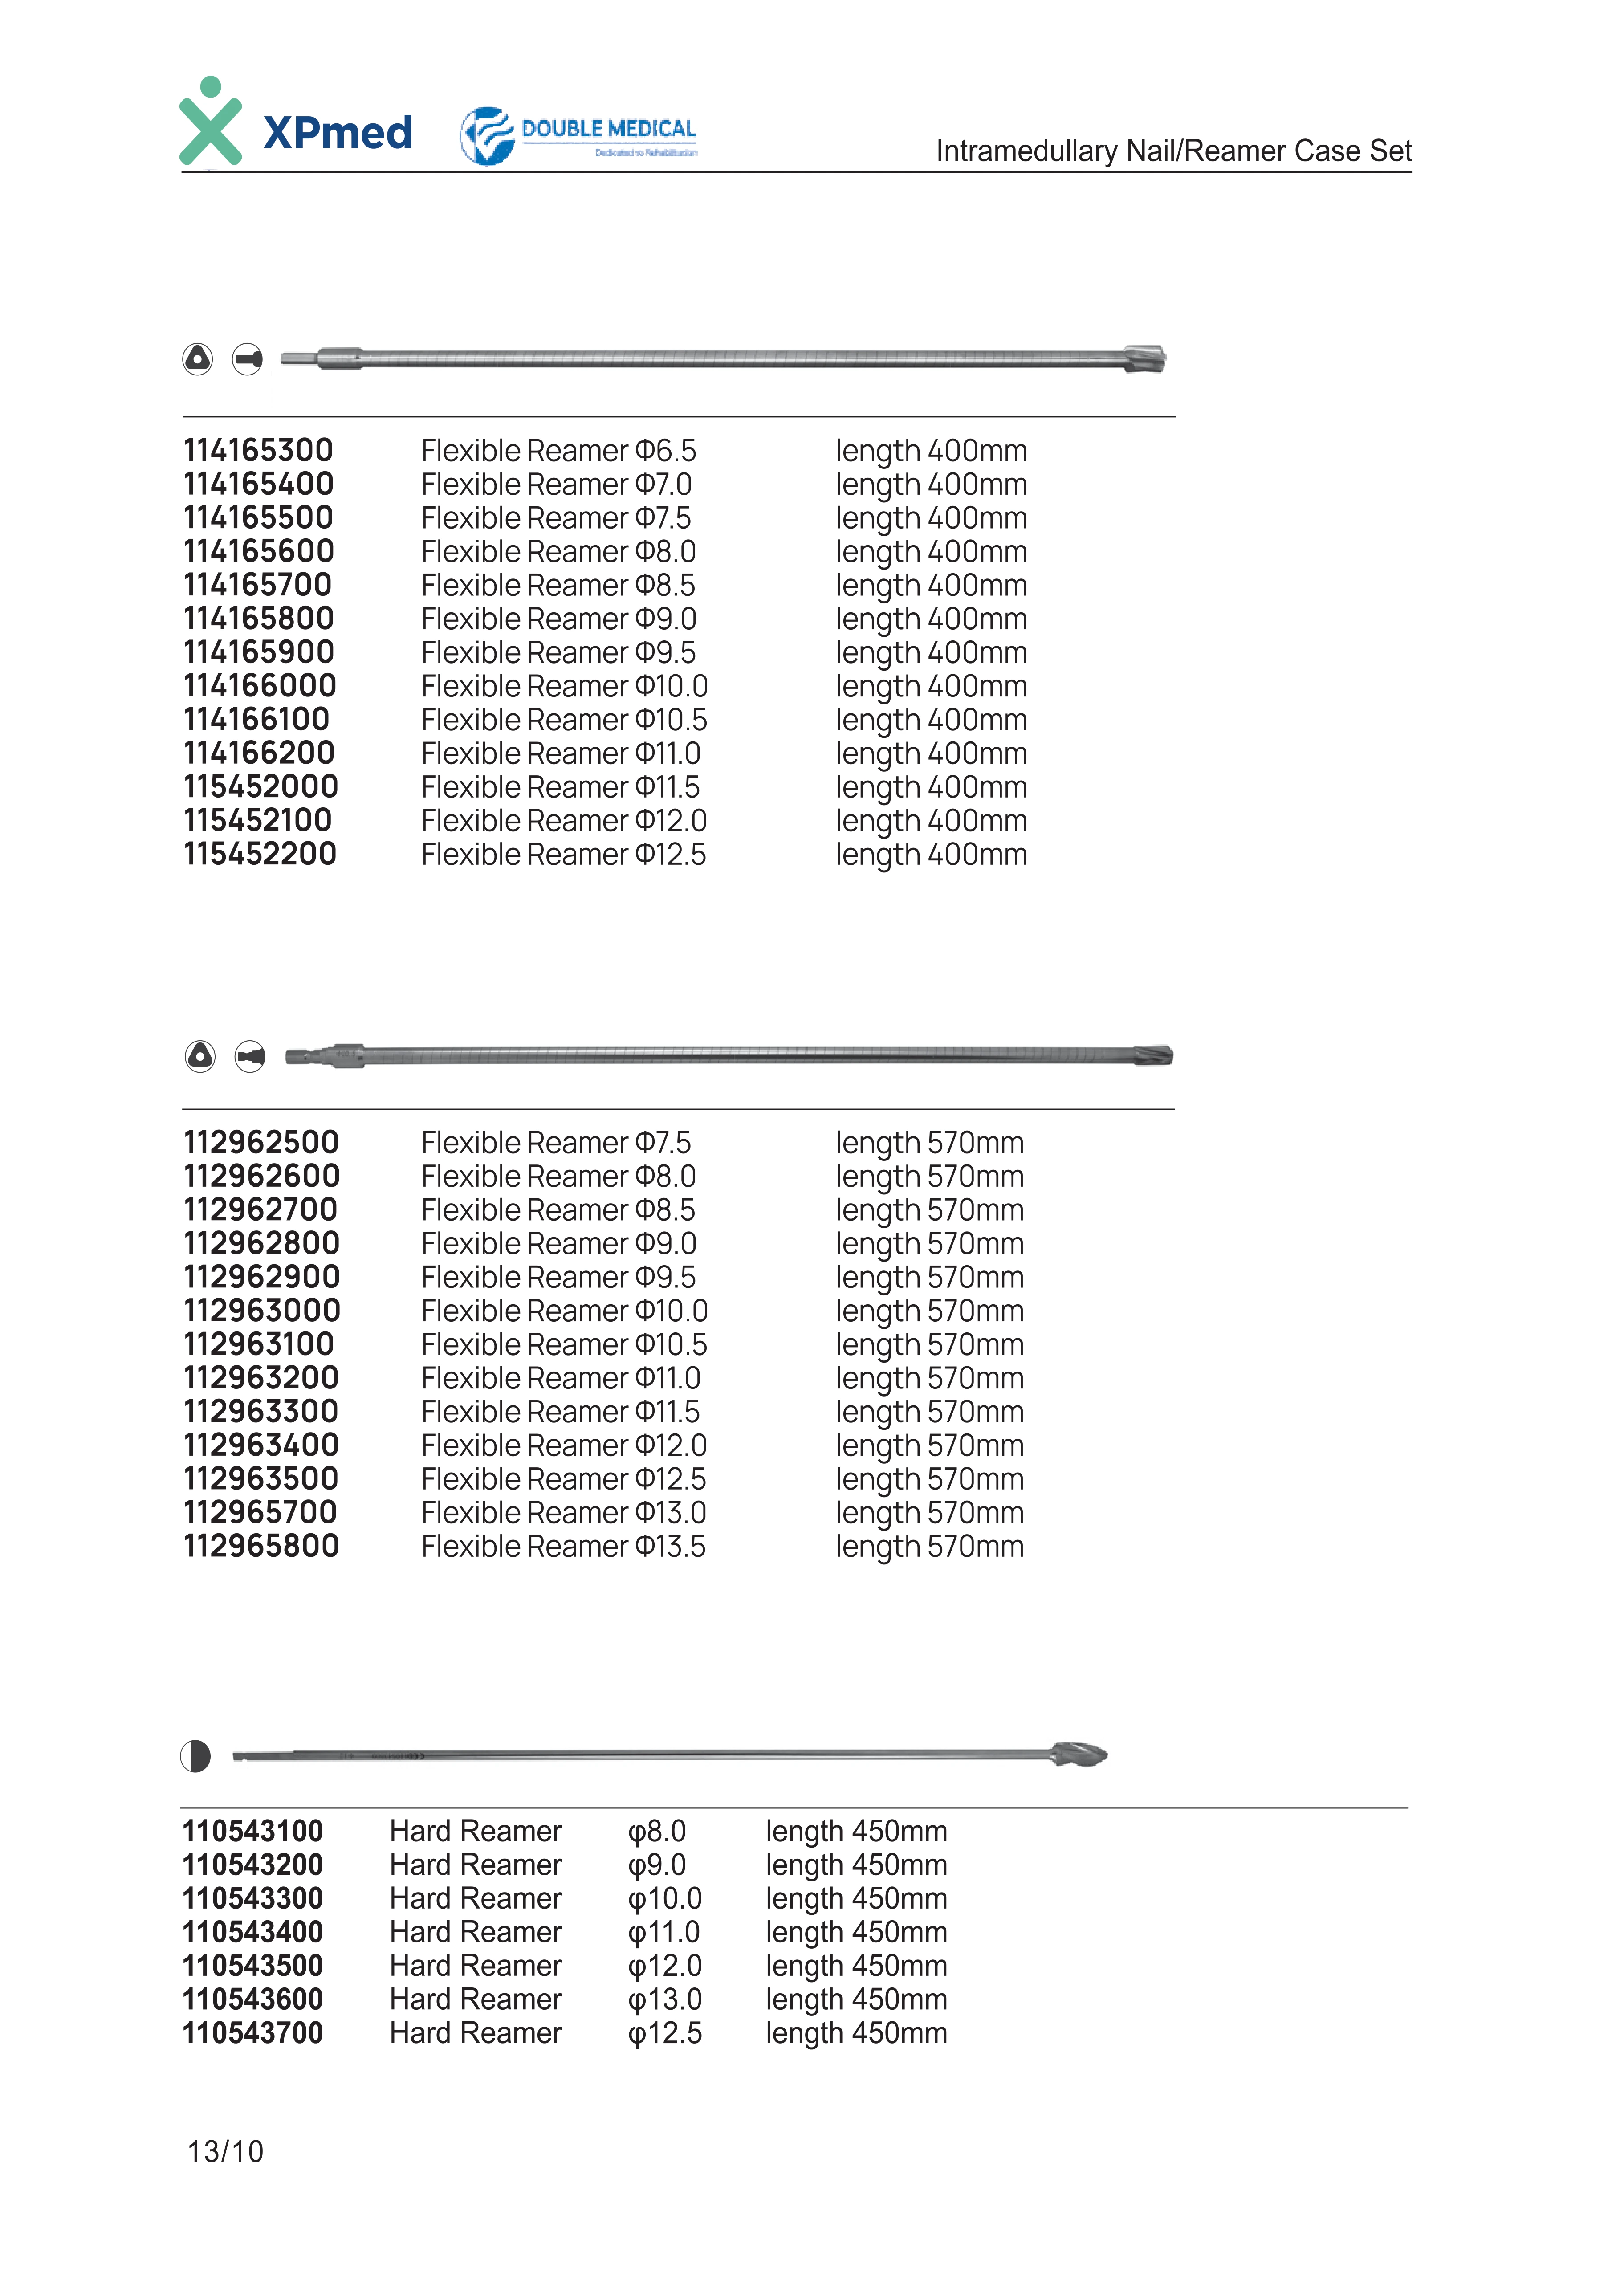 XPmed
DOUBLE MEDICAL
Dedicated to Rehabilitation
Intramedullary Nail/Reamer Case Set
114165300 Flexible Reamer Φ6.5 length 400mm
114165400 Flexible Reamer Φ7.0 length 400mm
114165500 Flexible Reamer Φ7.5 length 400mm
114165600 Flexible Reamer Φ8.0 length 400mm
114165700 Flexible Reamer Φ8.5 length 400mm
114165800 Flexible Reamer Φ9.0 length 400mm
114165900 Flexible Reamer Φ9.5 length 400mm
114166000 Flexible Reamer Φ10.0 length 400mm
114166100 Flexible Reamer Φ10.5 length 400mm
114166200 Flexible Reamer Φ11.0 length 400mm
115452000 Flexible Reamer Φ11.5 length 400mm
115452100 Flexible Reamer Φ12.0 length 400mm
115452200 Flexible Reamer Φ12.5 length 400mm
112962500 Flexible Reamer Φ7.5 length 570mm
112962600 Flexible Reamer Φ8.0 length 570mm
112962700 Flexible Reamer Φ8.5 length 570mm
112962800 Flexible Reamer Φ9.0 length 570mm
112962900 Flexible Reamer Φ9.5 length 570mm
112963000 Flexible Reamer Φ10.0 length 570mm
112963100 Flexible Reamer Φ10.5 length 570mm
112963200 Flexible Reamer Φ11.0 length 570mm
112963300 Flexible Reamer Φ11.5 length 570mm
112963400 Flexible Reamer Φ12.0 length 570mm
112963500 Flexible Reamer Φ12.5 length 570mm
112965700 Flexible Reamer Φ13.0 length 570mm
112965800 Flexible Reamer Φ13.5 length 570mm
110543100 Hard Reamer φ8.0 length 450mm
110543200 Hard Reamer φ9.0 length 450mm
110543300 Hard Reamer φ10.0 length 450mm
110543400 Hard Reamer φ11.0 length 450mm
110543500 Hard Reamer φ12.0 length 450mm
110543600 Hard Reamer φ13.0 length 450mm
110543700 Hard Reamer φ12.5 length 450mm
13/10